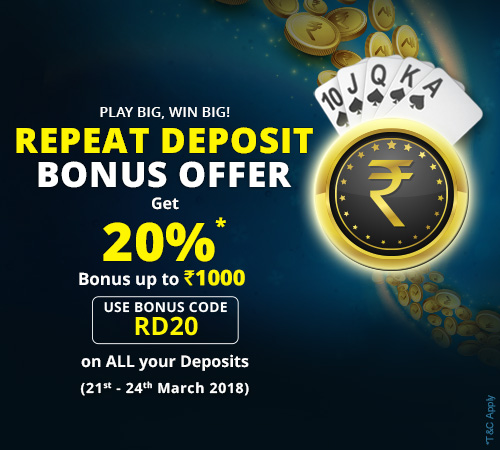 PLAY BIG, WIN BIG!
REPEAT DEPOSIT
BONUS OFFER
Get
20%*
Bonus up to ₹1000
USE BONUS CODE
RD20
on ALL your Deposits
(21st - 24th March 2018)
10 J Q K A
₹
*T&C Apply